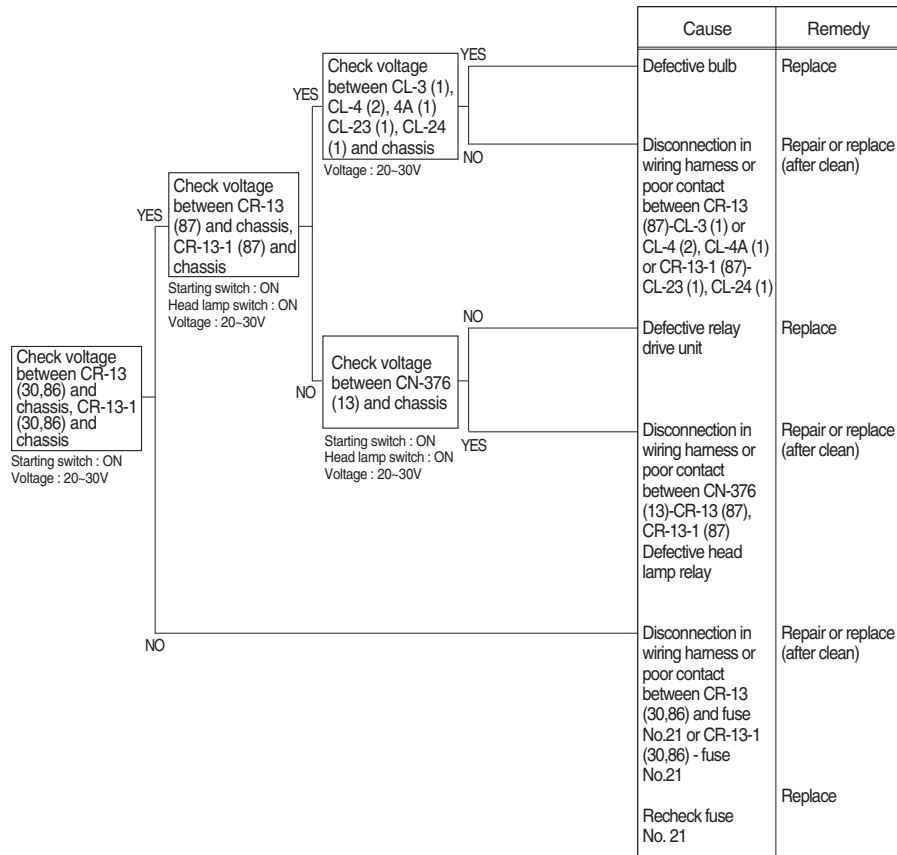 Cause
Remedy
YES
Check voltage
between CL-3 (1),
CL-4 (2), 4A (1)
CL-23 (1), CL-24
(1) and chassis
Voltage : 20~30V
YES
Defective bulb
Replace
NO
Disconnection in
wiring harness or
poor contact
between CR-13
(87)-CL-3 (1) or
CL-4 (2), CL-4A (1)
or CR-13-1 (87)-
CL-23 (1), CL-24 (1)
Repair or replace
(after clean)
YES
Check voltage
between CR-13
(87) and chassis,
CR-13-1 (87) and
chassis
Starting switch : ON
Head lamp switch : ON
Voltage : 20~30V
NO
Defective relay
drive unit
Replace
Check voltage
between CR-13
(30,86) and
chassis, CR-13-1
(30,86) and
chassis
Starting switch : ON
Voltage : 20~30V
NO
Check voltage
between CN-376
(13) and chassis
Starting switch : ON
Head lamp switch : ON
Voltage : 20~30V
YES
Disconnection in
wiring harness or
poor contact
between CN-376
(13)-CR-13 (87),
CR-13-1 (87)
Defective head
lamp relay
Repair or replace
(after clean)
NO
Disconnection in
wiring harness or
poor contact
between CR-13
(30,86) and fuse
No.21 or CR-13-1
(30,86) - fuse
No.21
Repair or replace
(after clean)
Recheck fuse
No. 21
Replace